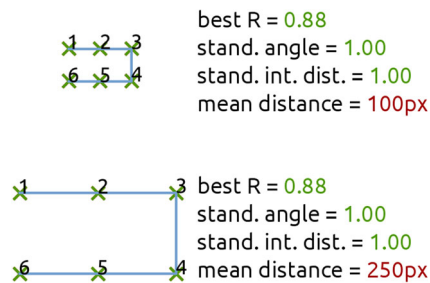 1 2 3
6 5 4
best R = 0.88
stand. angle = 1.00
stand. int. dist. = 1.00
mean distance = 100px
1 2 3
6 5 4
best R = 0.88
stand. angle = 1.00
stand. int. dist. = 1.00
mean distance = 250px